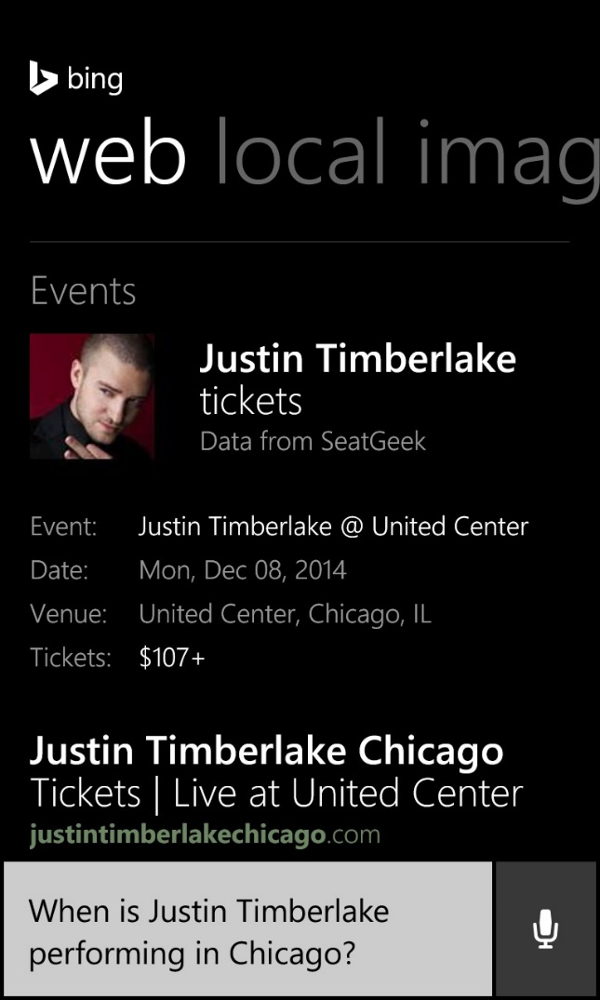 bing
web local imag
Events
Justin Timberlake
tickets
Data from SeatGeek
Event: Justin Timberlake @ United Center
Date: Mon, Dec 08, 2014
Venue: United Center, Chicago, IL
Tickets: $107+
Justin Timberlake Chicago
Tickets | Live at United Center
justintimberlakechicago.com
When is Justin Timberlake
performing in Chicago?